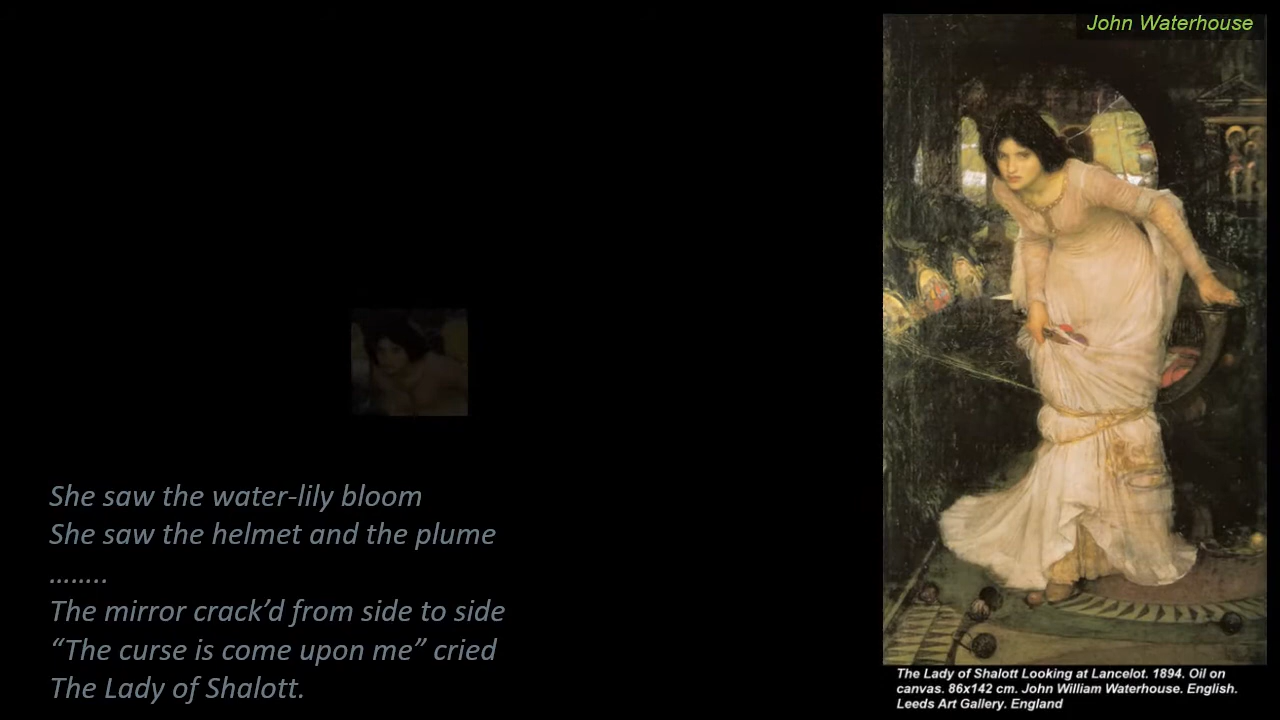 John Waterhouse
She saw the water-lily bloom
She saw the helmet and the plume
……..
The mirror crack’d from side to side
“The curse is come upon me” cried
The Lady of Shalott.
The Lady of Shalott Looking at Lancelot. 1894. Oil on
canvas. 86x142 cm. John William Waterhouse. English.
Leeds Art Gallery. England